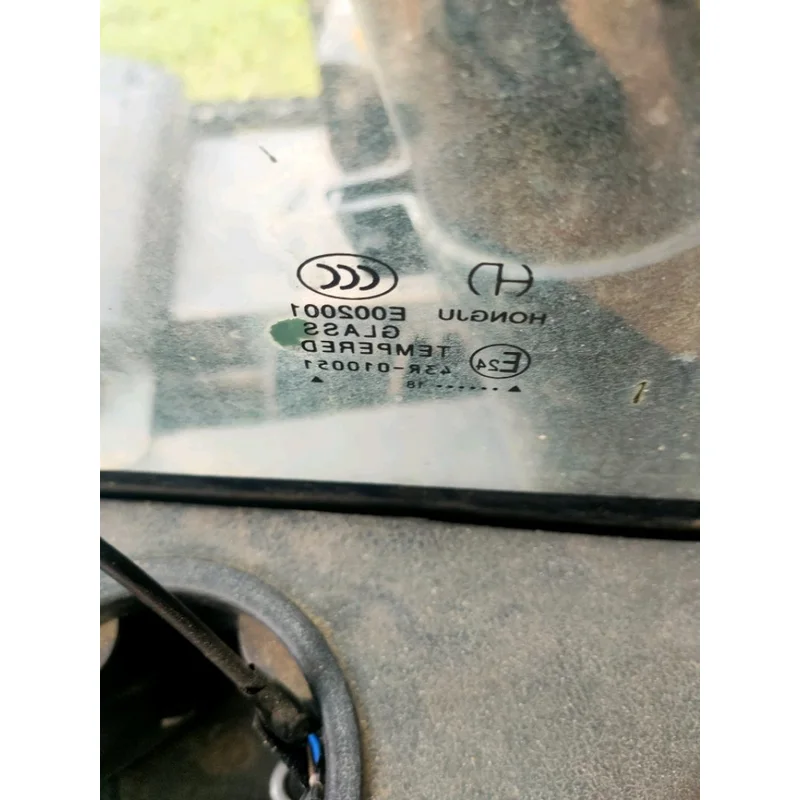 CCC
HONGJU
E002001
GLASS
TEMPERED
E24
43R-010051
▲ ...... 18 ▲